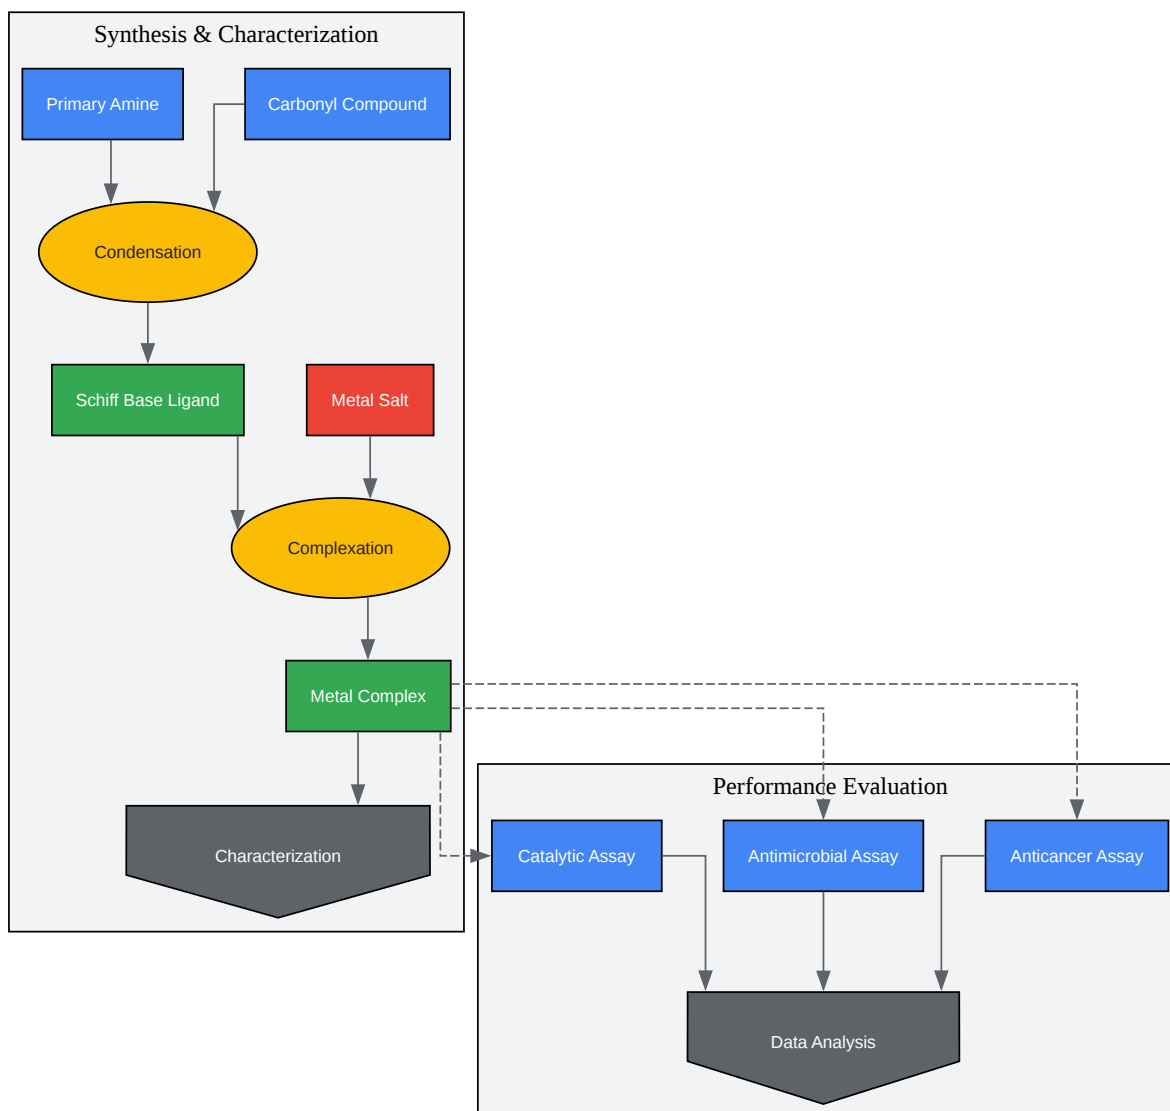 Synthesis & Characterization
Primary Amine
Carbonyl Compound
Condensation
Schiff Base Ligand
Metal Salt
Complexation
Metal Complex
Characterization
Performance Evaluation
Catalytic Assay
Antimicrobial Assay
Anticancer Assay
Data Analysis